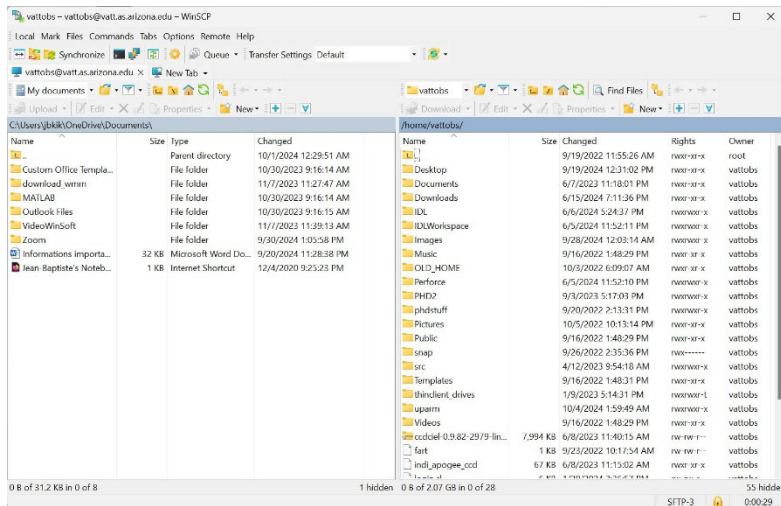 vattobs – vattobs@vatt.as.arizona.edu – WinSCP
Local Mark Files Commands Tabs Options Remote Help
Synchronize Queue Transfer Settings Default
vattobs@vatt.as.arizona.edu × New Tab
My documents vattobs Find Files
Upload Edit Properties New Download Edit Properties New
C:\Users\jbkik\OneDrive\Documents\ /home/vattobs/
Name Size Type Changed Name Size Changed Rights Owner
.. Parent directory 10/1/2024 12:29:51 AM .. 9/19/2022 11:55:26 AM rwxr-xr-x root
Custom Office Templa... File folder 10/30/2023 9:16:14 AM Desktop 9/19/2024 12:31:02 PM rwxr-xr-x vattobs
download_wmm File folder 11/7/2023 11:27:47 AM Documents 6/7/2023 11:18:01 PM rwxr-xr-x vattobs
MATLAB File folder 10/30/2023 9:16:14 AM Downloads 6/15/2024 7:11:36 PM rwxr-xr-x vattobs
Outlook Files File folder 10/30/2023 9:16:15 AM IDL 6/6/2024 5:24:37 PM rwxrwxr-x vattobs
VideoWinSoft File folder 11/7/2023 11:39:13 AM IDLWorkspace 6/5/2024 11:52:11 PM rwxrwxr-x vattobs
Zoom File folder 9/30/2024 1:05:58 PM Images 9/28/2024 12:03:14 AM rwxrwxr-x vattobs
Informations importa... 32 KB Microsoft Word Do... 9/20/2024 11:28:38 PM Music 9/16/2022 1:48:29 PM rwxr-xr-x vattobs
Jean-Baptiste's Noteb... 1 KB Internet Shortcut 12/4/2020 9:25:23 PM OLD_HOME 10/3/2022 6:09:07 AM rwxrwxr-x vattobs
Perforce 6/5/2024 11:52:10 PM rwxrwxr-x vattobs
PHD2 9/3/2023 5:17:03 PM rwxrwxr-x vattobs
phdstuff 9/20/2022 2:13:31 PM rwxrwxr-x vattobs
Pictures 10/5/2022 10:13:14 PM rwxr-xr-x vattobs
Public 9/16/2022 1:48:29 PM rwxr-xr-x vattobs
snap 9/26/2022 2:35:36 PM rwx------ vattobs
src 4/12/2023 9:54:18 AM rwxrwxr-x vattobs
Templates 9/16/2022 1:48:31 PM rwxr-xr-x vattobs
thinclient_drives 1/9/2023 5:14:31 PM rwxrwxr-t vattobs
uparm 10/4/2024 1:59:49 AM rwxrwxr-x vattobs
Videos 9/16/2022 1:48:29 PM rwxr-xr-x vattobs
ccdciel-0.9.82-2979-lin... 7,994 KB 6/8/2023 11:40:15 AM rw-rw-r-- vattobs
fart 1 KB 9/23/2022 10:17:54 AM rw-rw-r-- vattobs
indi_apogee_ccd 67 KB 6/8/2023 11:15:02 AM rwxr-xr-x vattobs
0 B of 31.2 KB in 0 of 8 1 hidden 0 B of 2.07 GB in 0 of 28 55 hidde
SFTP-3 0:00:29